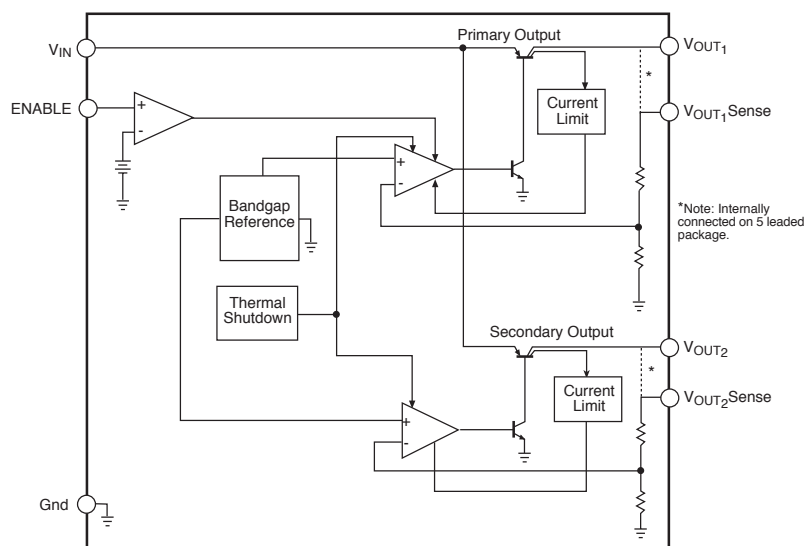 Primary Output
VIN
VOUT1
*
ENABLE
Current
Limit
VOUT1Sense
+
-
+
-
Bandgap
Reference
*Note: Internally
connected on 5 leaded
package.
Thermal
Shutdown
Secondary Output
VOUT2
*
Current
Limit
VOUT2Sense
+
-
Gnd